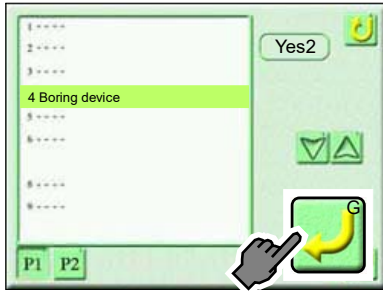 1 ----
2 ----
3 ----
4 Boring device
5 ----
6 ----
8 ----
9 ----
Yes2
G
P1 P2